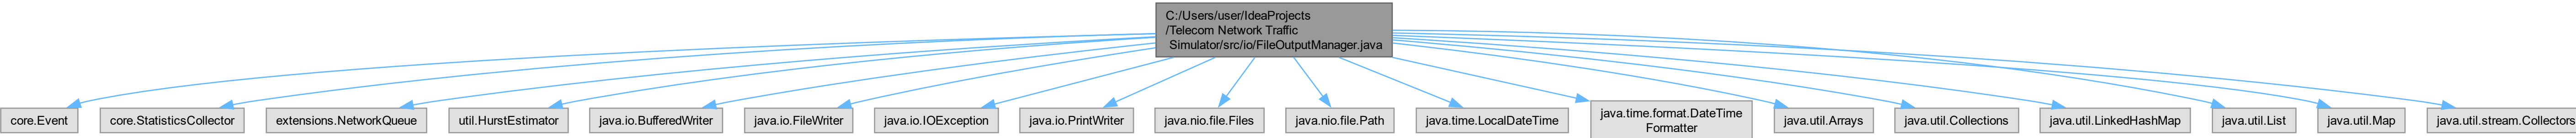 C:/Users/user/IdeaProjects
/Telecom Network Traffic
Simulator/src/io/FileOutputManager.java
core.Event
core.StatisticsCollector
extensions.NetworkQueue
util.HurstEstimator
java.io.BufferedWriter
java.io.FileWriter
java.io.IOException
java.io.PrintWriter
java.nio.file.Files
java.nio.file.Path
java.time.LocalDateTime
java.time.format.DateTime
Formatter
java.util.Arrays
java.util.Collections
java.util.LinkedHashMap
java.util.List
java.util.Map
java.util.stream.Collectors